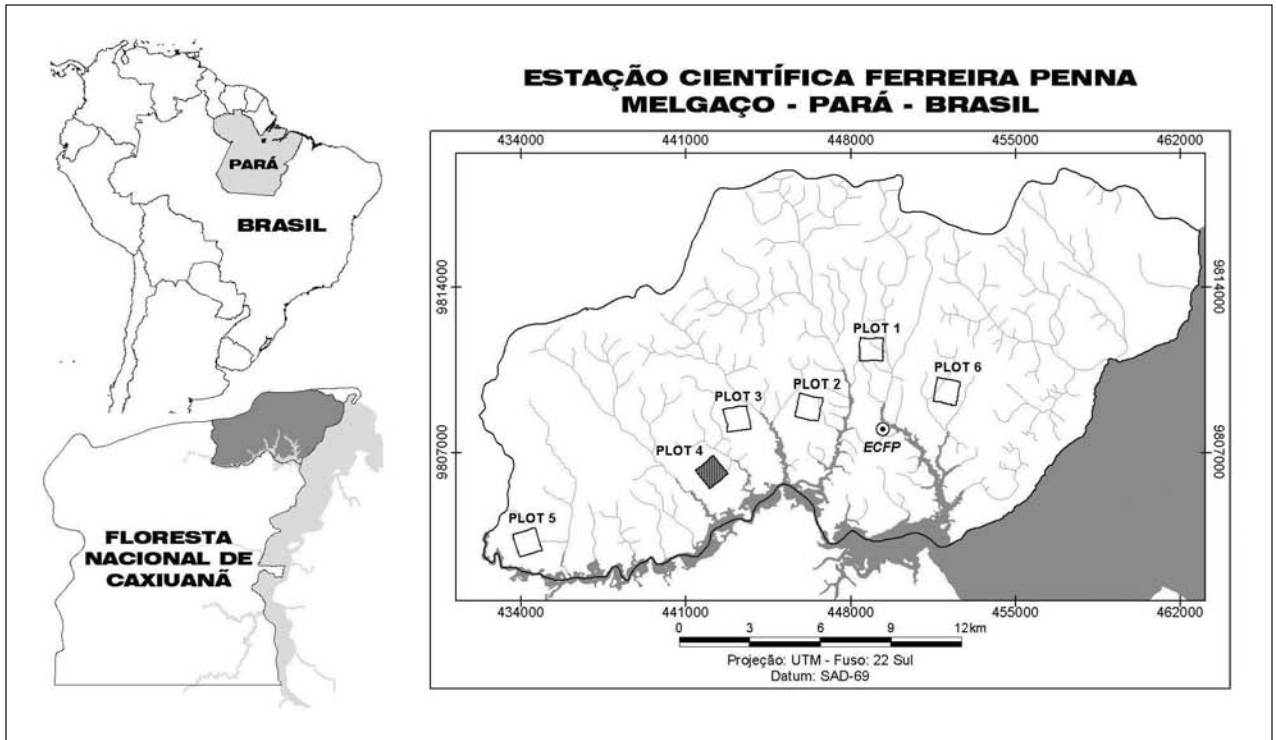 PARÁ
BRASIL
FLORESTA
NACIONAL DE
CAXIUANÃ
ESTAÇÃO CIENTÍFICA FERREIRA PENNA
MELGAÇO - PARÁ - BRASIL
434000 441000 448000 455000 462000
9814000 9814000
PLOT 1
PLOT 6
PLOT 2
PLOT 3
ECFP
PLOT 4
9807000 9807000
PLOT 5
434000 441000 448000 455000 462000
0 3 6 9 12km
Projeção: UTM - Fuso: 22 Sul
Datum: SAD-69